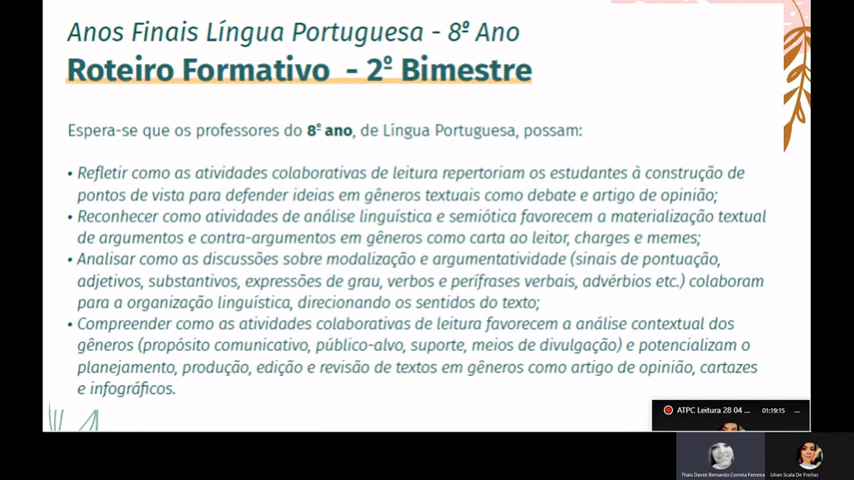 Anos Finais Língua Portuguesa - 8º Ano
Roteiro Formativo - 2º Bimestre
Espera-se que os professores do 8º ano, de Língua Portuguesa, possam:
• Refletir como as atividades colaborativas de leitura repertoriam os estudantes à construção de
pontos de vista para defender ideias em gêneros textuais como debate e artigo de opinião;
• Reconhecer como atividades de análise linguística e semiótica favorecem a materialização textual
de argumentos e contra-argumentos em gêneros como carta ao leitor, charges e memes;
• Analisar como as discussões sobre modalização e argumentatividade (sinais de pontuação,
adjetivos, substantivos, expressões de grau, verbos e perífrases verbais, advérbios etc.) colaboram
para a organização linguística, direcionando os sentidos do texto;
• Compreender como as atividades colaborativas de leitura favorecem a análise contextual dos
gêneros (propósito comunicativo, público-alvo, suporte, meios de divulgação) e potencializam o
planejamento, produção, edição e revisão de textos em gêneros como artigo de opinião, cartazes
e infográficos.
ATPC Leitura 28 04 ... 01:19:15 ...
Thais David Bernardo Correia Ferreira
Lilian Scala De Freitas